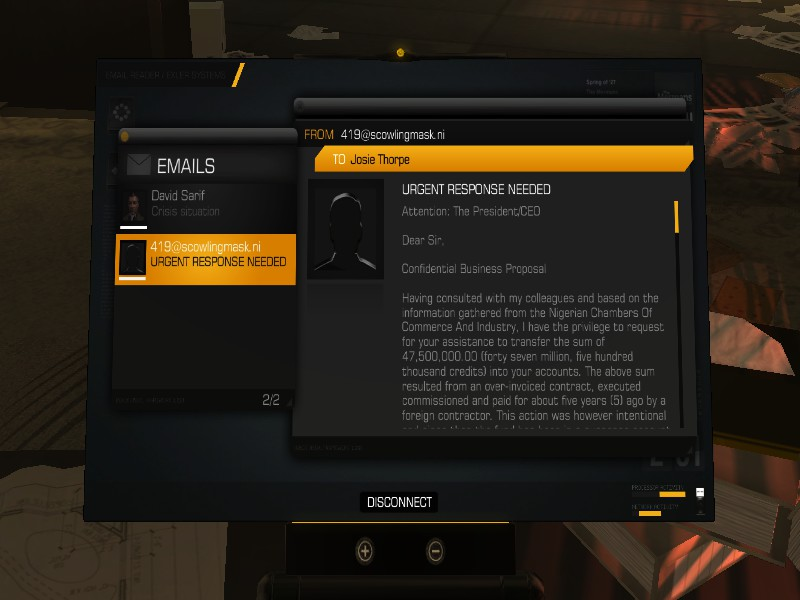 EMAILS
David Sarif
Crisis situation
419@scowlingmask.ni
URGENT RESPONSE NEEDED
2/2
FROM 419@scowlingmask.ni
TO Josie Thorpe
URGENT RESPONSE NEEDED
Attention: The President/CEO
Dear Sir,
Confidential Business Proposal
Having consulted with my colleagues and based on the
information gathered from the Nigerian Chambers Of
Commerce And Industry, I have the privilege to request
for your assistance to transfer the sum of
47,500,000.00 (forty seven million, five hundred
thousand credits) into your accounts. The above sum
resulted from an over-invoiced contract, executed
commissioned and paid for about five years (5) ago by a
foreign contractor. This action was however intentional
DISCONNECT